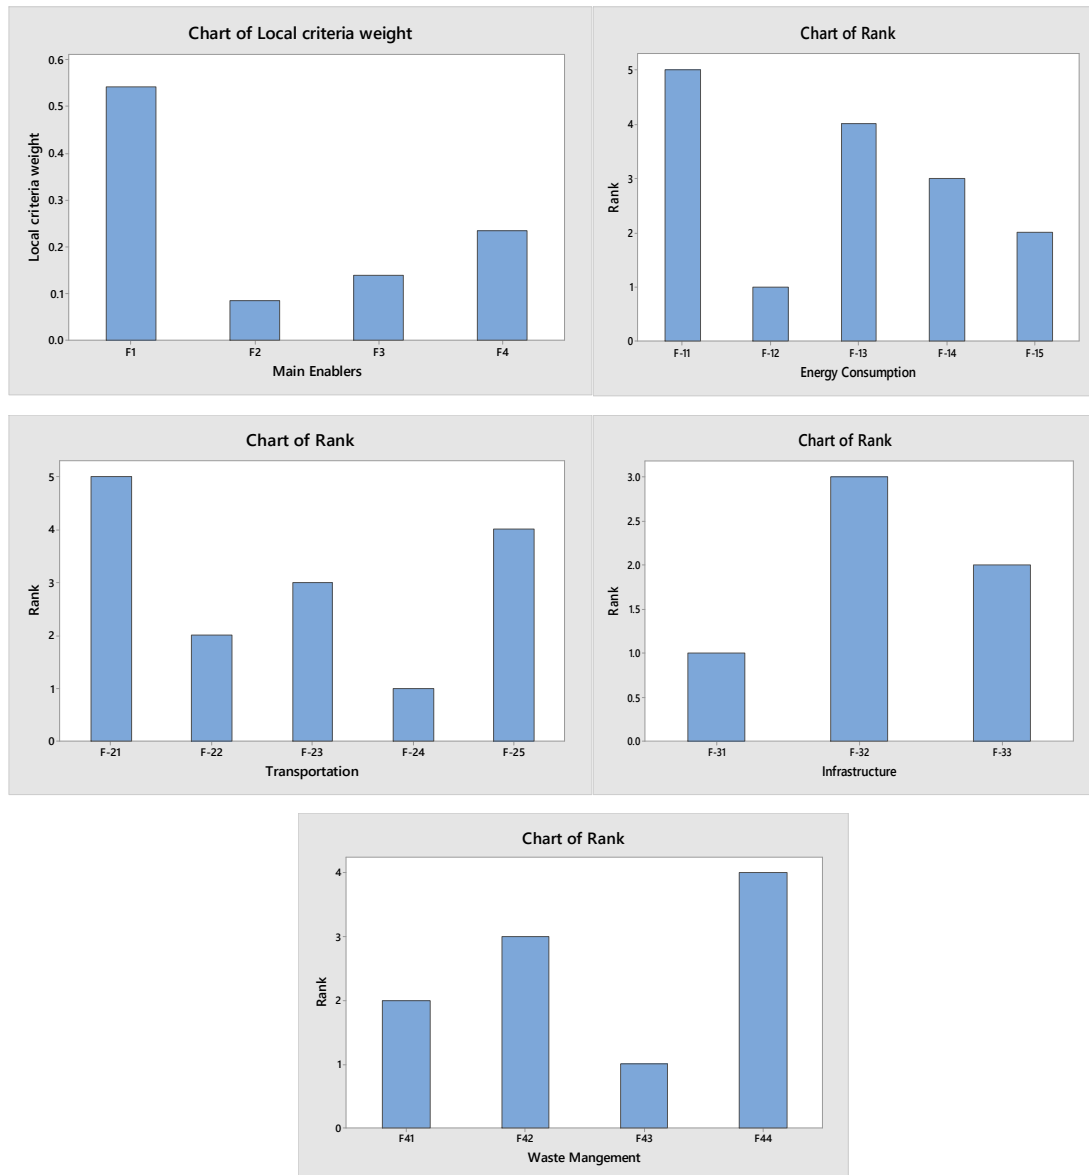 Chart of Local criteria weight
Local criteria weight
0.6
0.5
0.4
0.3
0.2
0.1
0.0
F1 F2 F3 F4
Main Enablers
Chart of Rank
Rank
5
4
3
2
1
0
F-11 F-12 F-13 F-14 F-15
Energy Consumption
Chart of Rank
Rank
5
4
3
2
1
0
F-21 F-22 F-23 F-24 F-25
Transportation
Chart of Rank
Rank
3.0
2.5
2.0
1.5
1.0
0.5
0.0
F-31 F-32 F-33
Infrastructure
Chart of Rank
Rank
4
3
2
1
0
F41 F42 F43 F44
Waste Mangement